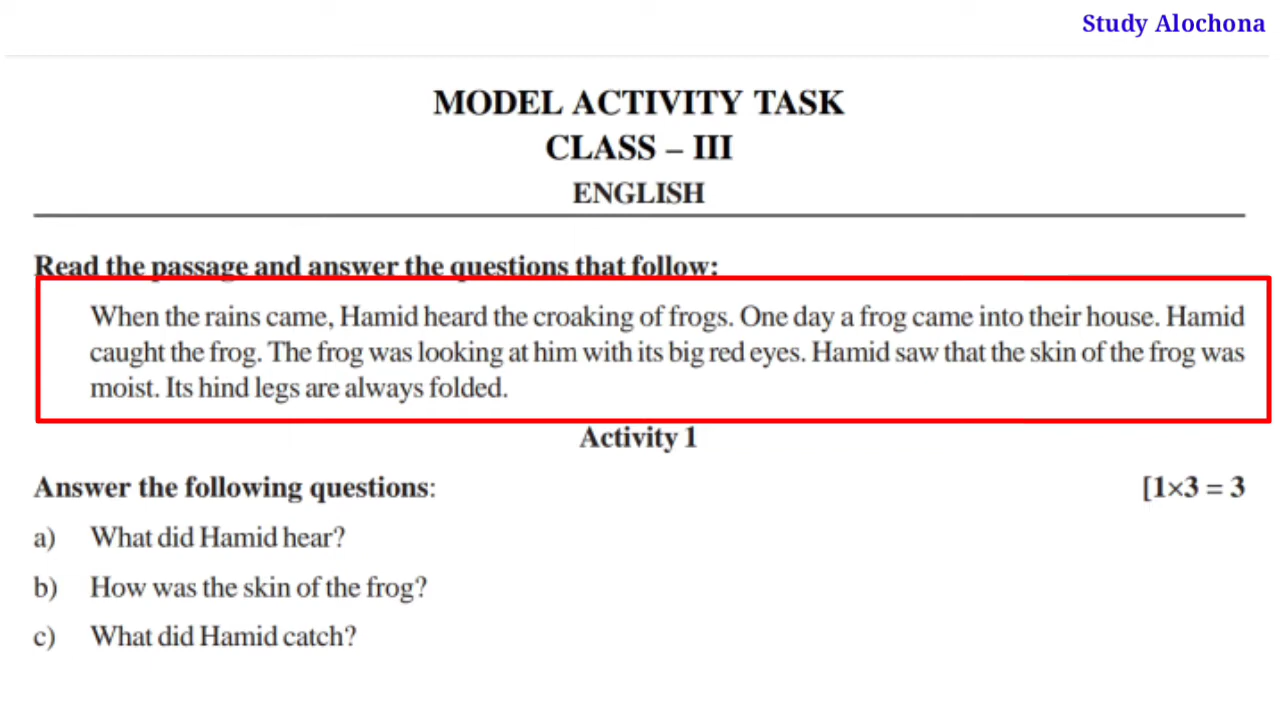 Study Alochona
MODEL ACTIVITY TASK
CLASS – III
ENGLISH
Read the passage and answer the questions that follow:
When the rains came, Hamid heard the croaking of frogs. One day a frog came into their house. Hamid
caught the frog. The frog was looking at him with its big red eyes. Hamid saw that the skin of the frog was
moist. Its hind legs are always folded.
Activity 1
Answer the following questions: [1×3 = 3
a) What did Hamid hear?
b) How was the skin of the frog?
c) What did Hamid catch?